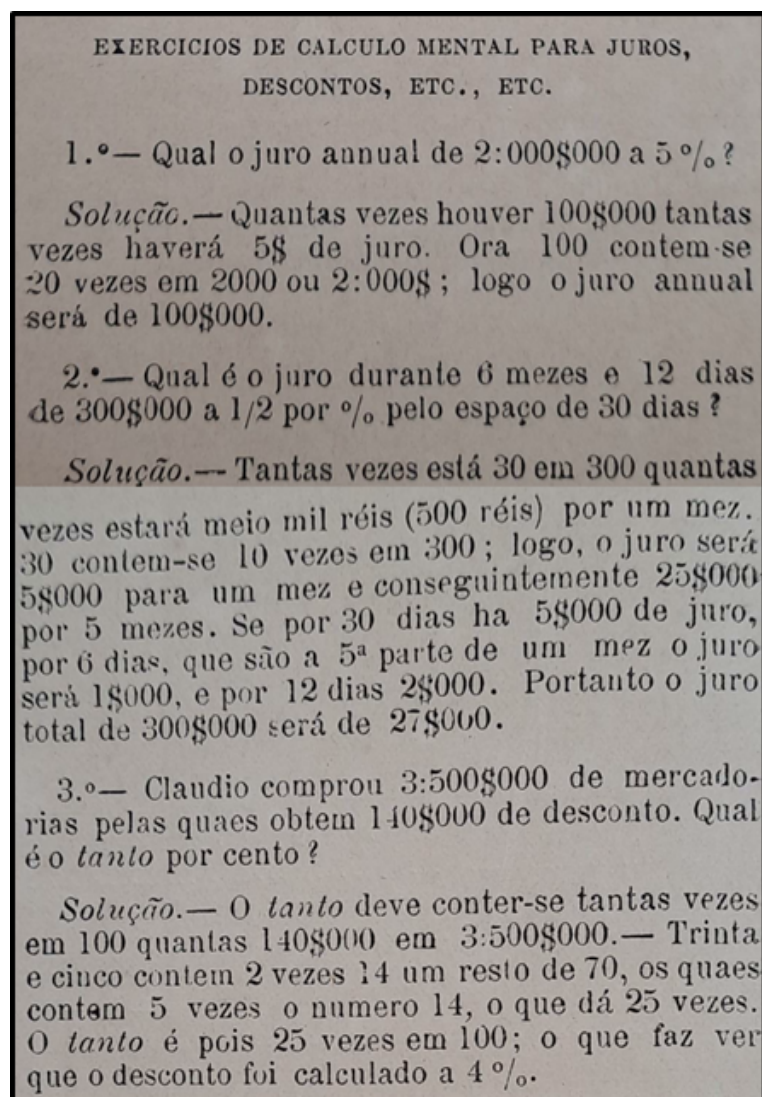 EXERCICIOS DE CALCULO MENTAL PARA JUROS,
DESCONTOS, ETC., ETC.
1.º— Qual o juro annual de 2:000$000 a 5 º/₀ ?
Solução.— Quantas vezes houver 100$000 tantas
vezes haverá 5$ de juro. Ora 100 contem-se
20 vezes em 2000 ou 2:000$ ; logo o juro annual
será de 100$000.
2.º— Qual é o juro durante 6 mezes e 12 dias
de 300$000 a 1/2 por º/₀ pelo espaço de 30 dias ?
Solução.— Tantas vezes está 30 em 300 quantas
vezes estará meio mil réis (500 réis) por um mez.
30 contem-se 10 vezes em 300 ; logo, o juro será
5$000 para um mez e conseguintemente 25$000
por 5 mezes. Se por 30 dias ha 5$000 de juro,
por 6 dias, que são a 5ª parte de um mez o juro
será 1$000, e por 12 dias 2$000. Portanto o juro
total de 300$000 será de 27$000.
3.º— Claudio comprou 3:500$000 de mercado-
rias pelas quaes obtem 140$000 de desconto. Qual
é o tanto por cento ?
Solução.— O tanto deve conter-se tantas vezes
em 100 quantas 140$000 em 3:500$000.— Trinta
e cinco contem 2 vezes 14 um resto de 70, os quaes
contem 5 vezes o numero 14, o que dá 25 vezes.
O tanto é pois 25 vezes em 100; o que faz ver
que o desconto foi calculado a 4 º/₀.